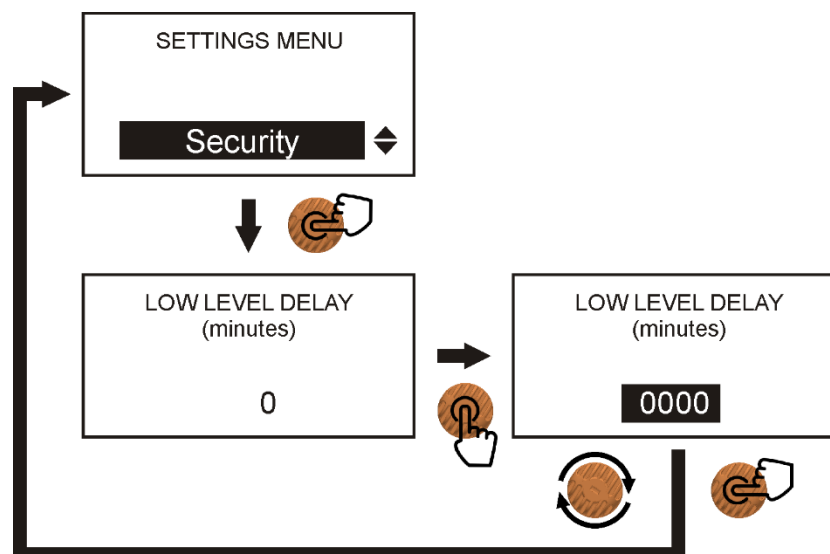 SETTINGS MENU
Security
LOW LEVEL DELAY
(minutes)
0
LOW LEVEL DELAY
(minutes)
0000